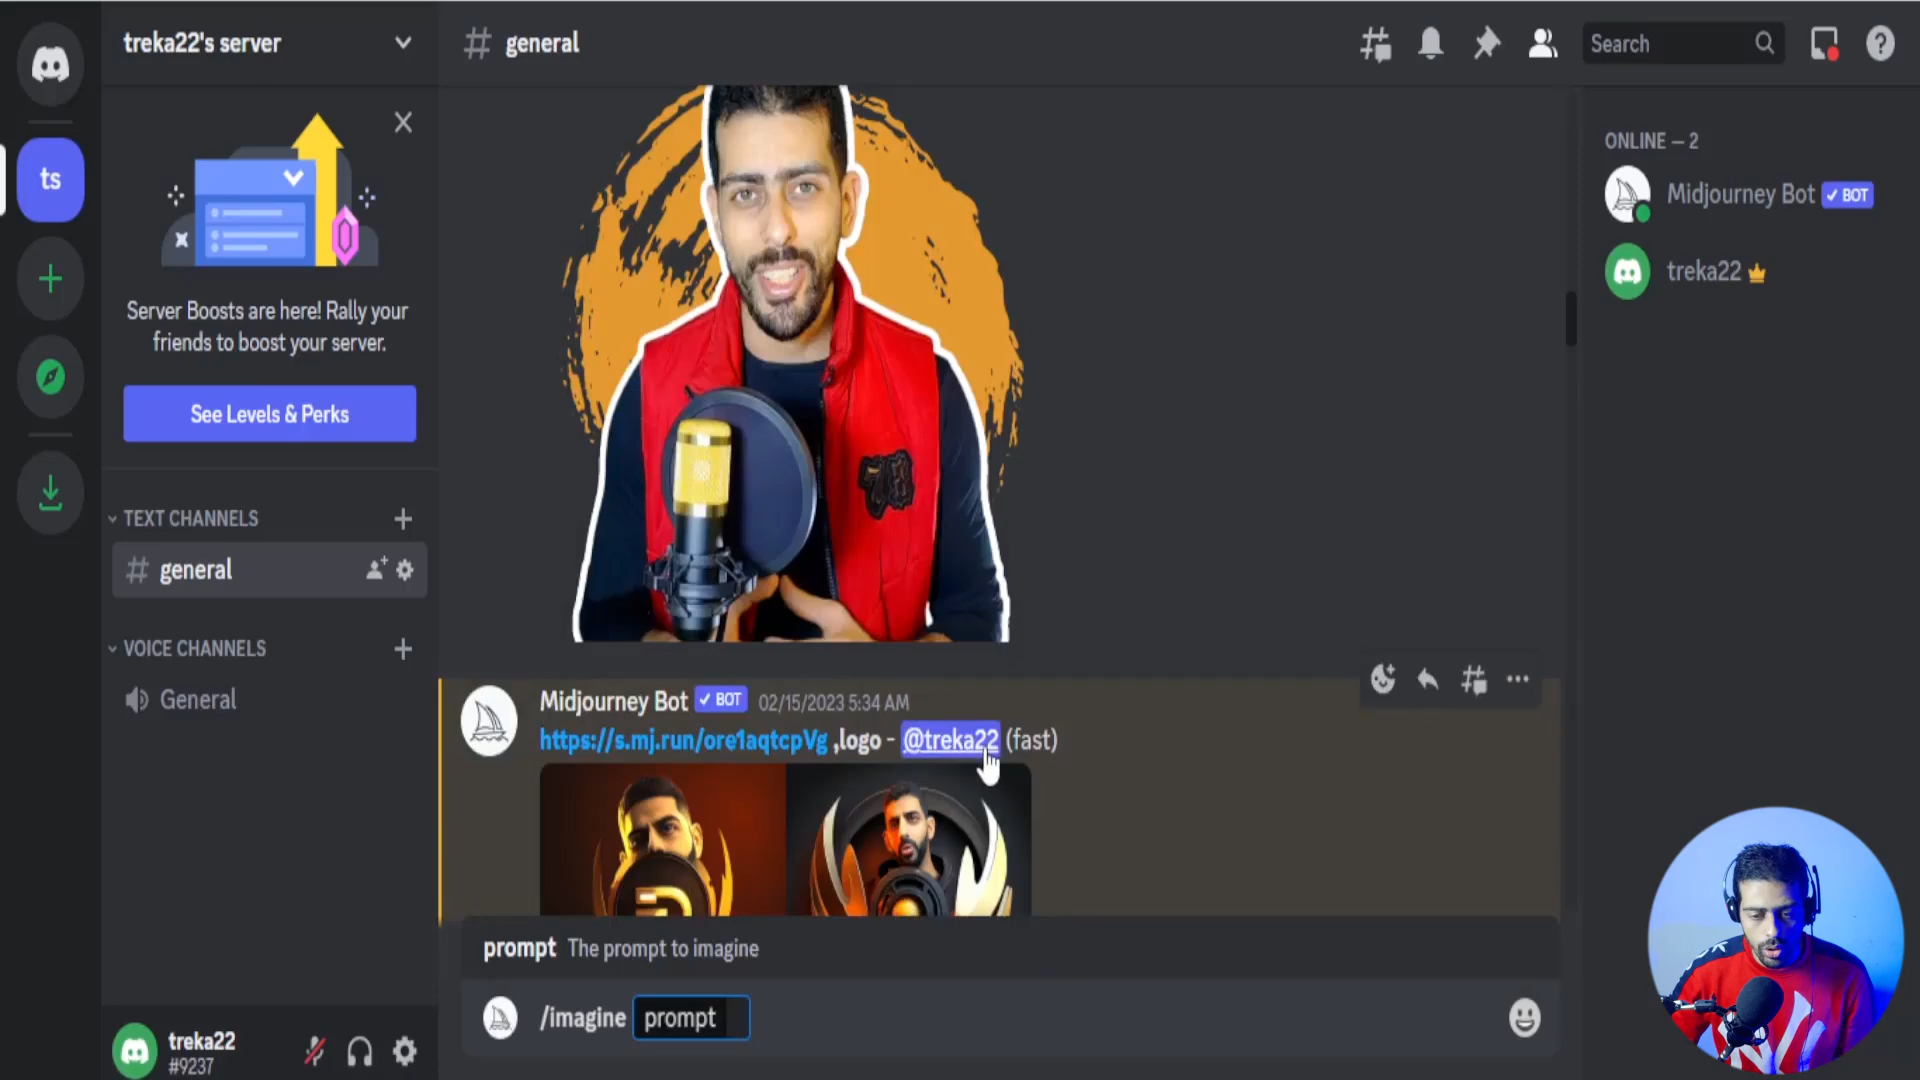 treka22's server
ts
Server Boosts are here! Rally your
friends to boost your server.
See Levels & Perks
TEXT CHANNELS
general
VOICE CHANNELS
General
treka22
#9237
general
Search
Midjourney Bot ✓ BOT 02/15/2023 5:34 AM
https://s.mj.run/ore1aqtcpVg ,logo - @treka22 (fast)
prompt The prompt to imagine
/imagine prompt
ONLINE — 2
Midjourney Bot ✓ BOT
treka22